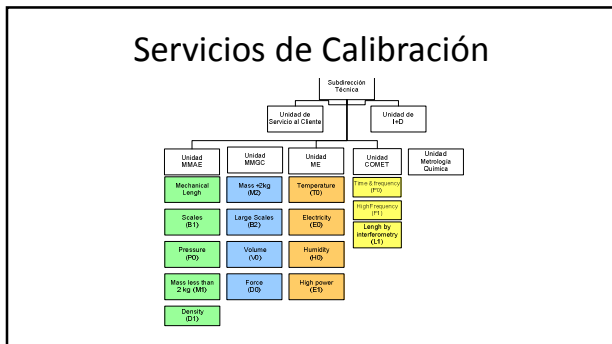 Servicios de Calibración
Subdirección
Técnica
Unidad de
Servicio al Cliente
Unidad de
I+D
Unidad
MMAE
Unidad
MMGC
Unidad
ME
Unidad
COMET
Unidad
Metrología
Química
Mechanical
Lengh
Mass +2kg
(M2)
Temperature
(T0)
Time & frequency
(F0)
Scales
(B1)
Large Scales
(B2)
Electricity
(E0)
High Frequency
(F1)
Lengh by
interferometry
(L1)
Pressure
(P0)
Volume
(V0)
Humidity
(H0)
Mass less than
2 kg (M1)
Force
(D0)
High power
(E1)
Density
(D1)